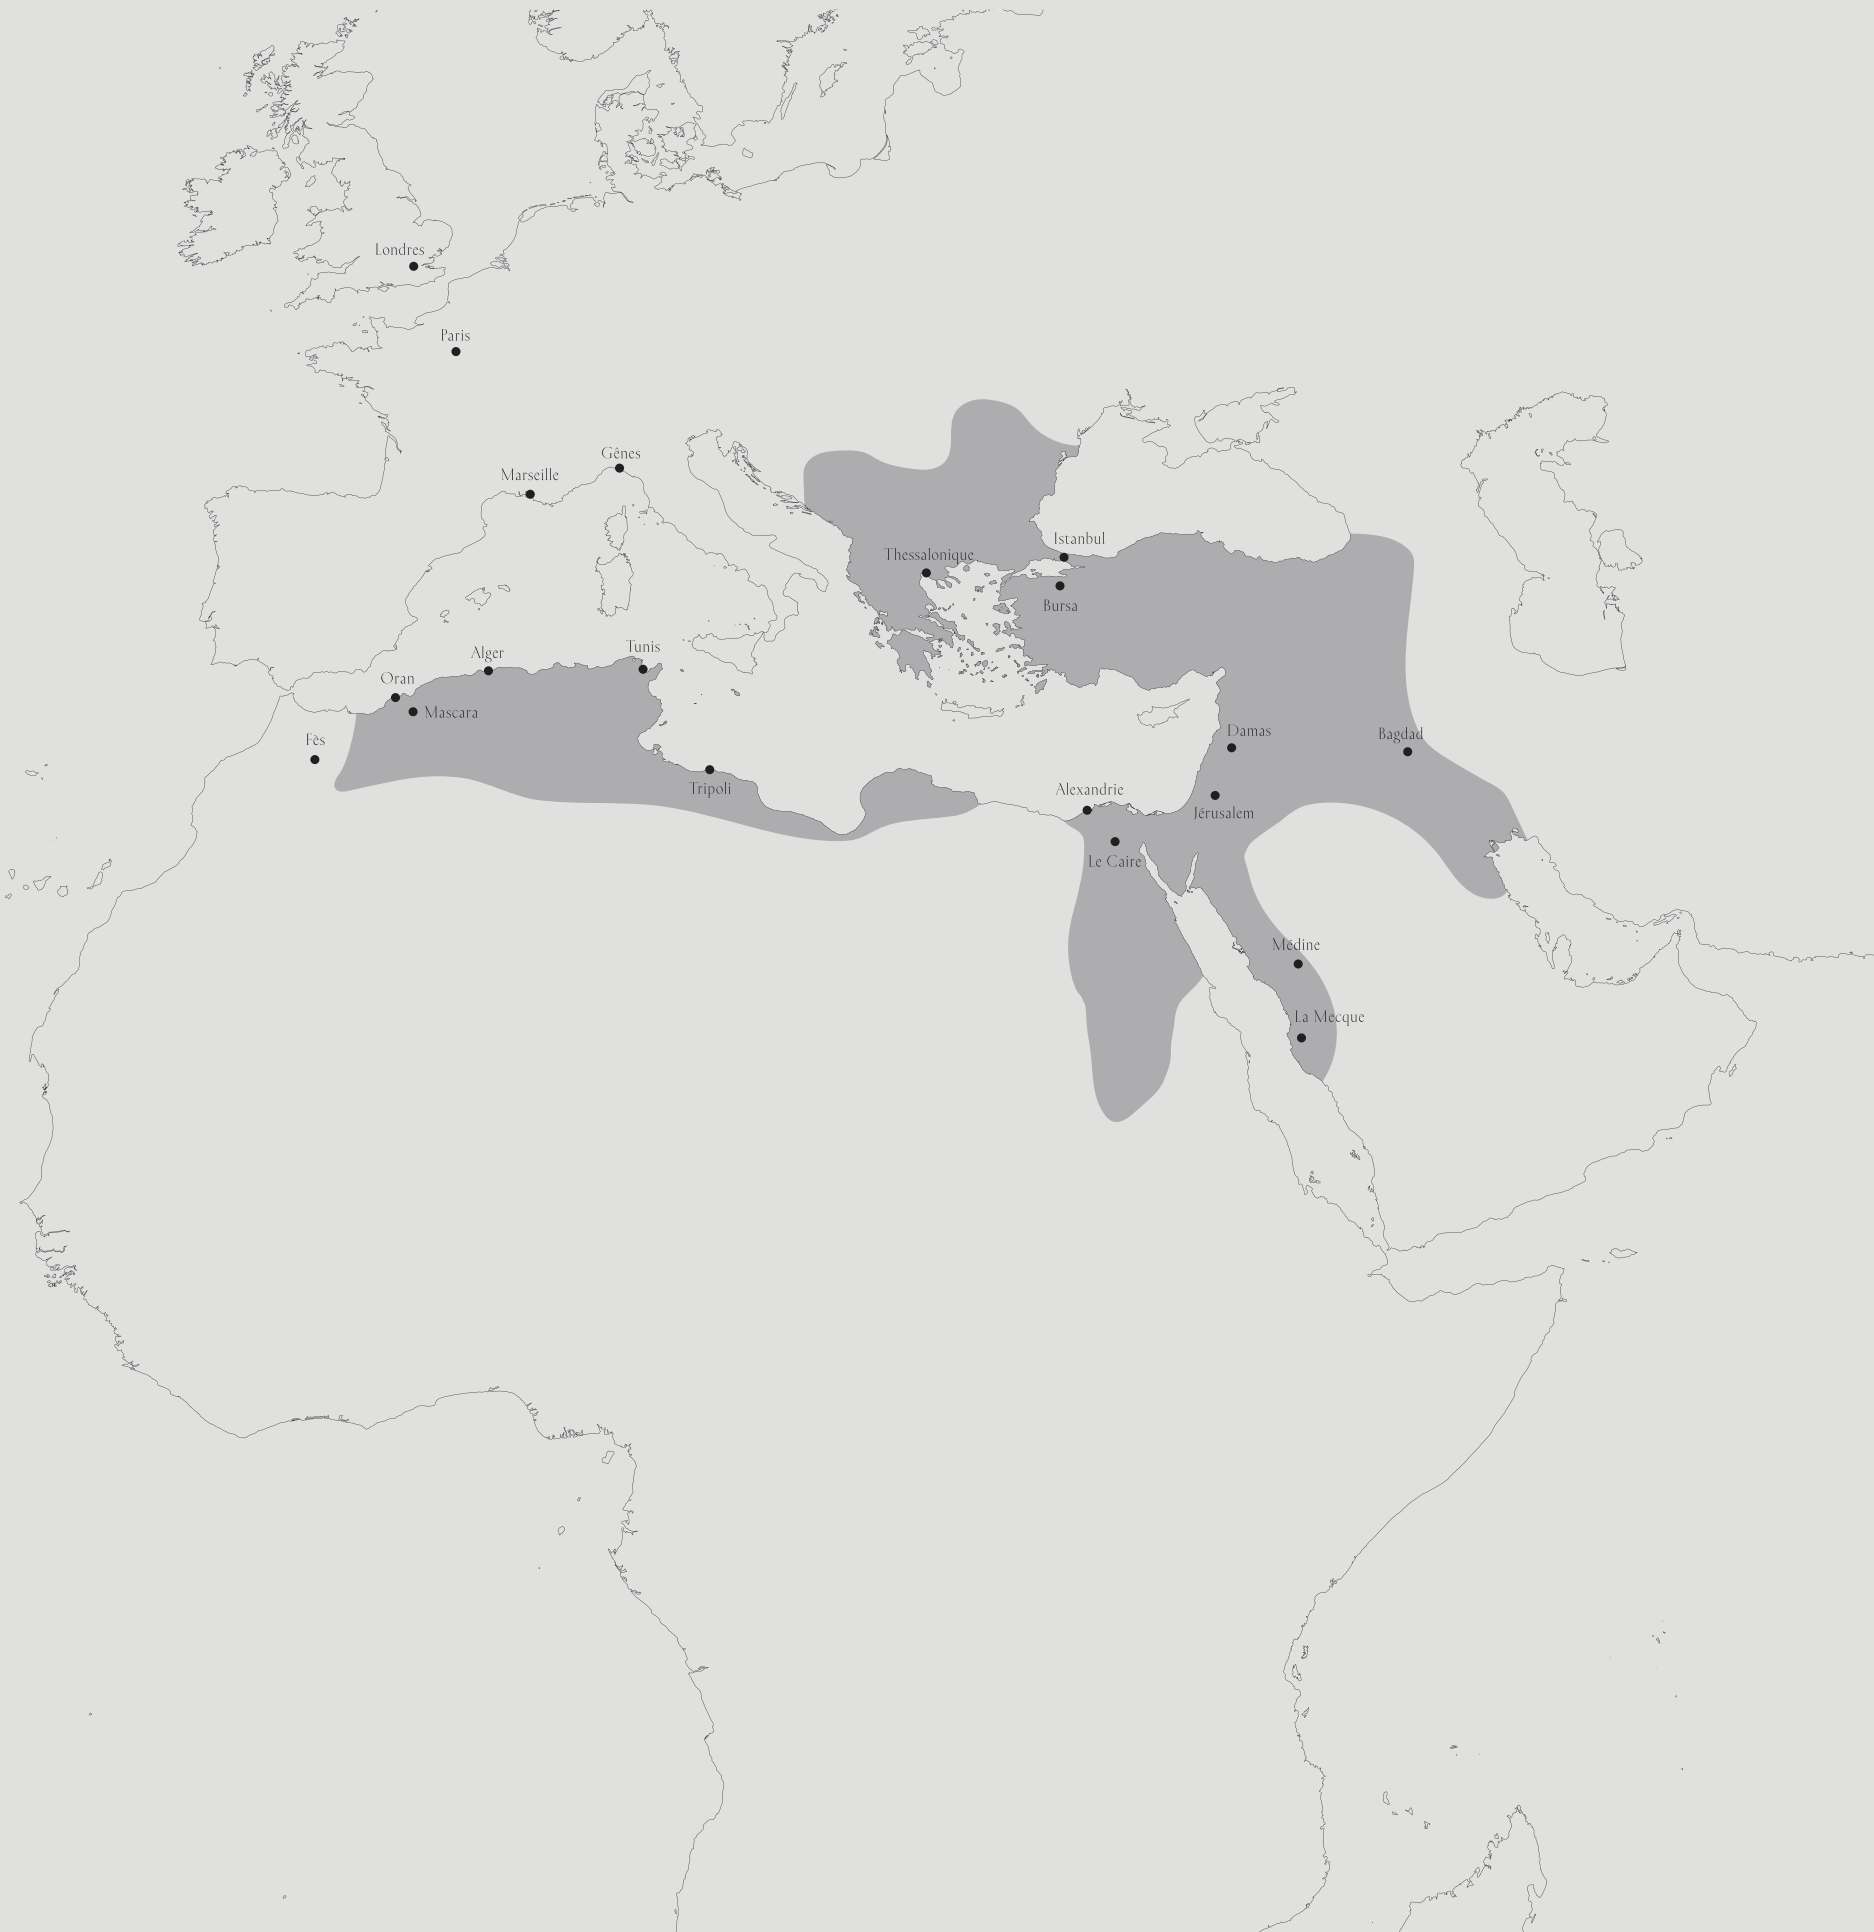 Londres
Paris
Gênes
Marseille
Istanbul
Thessalonique
Bursa
Tunis
Alger
Oran
Mascara
Fès
Damas
Bagdad
Tripoli
Alexandrie
Jérusalem
Le Caire
Médine
La Mecque